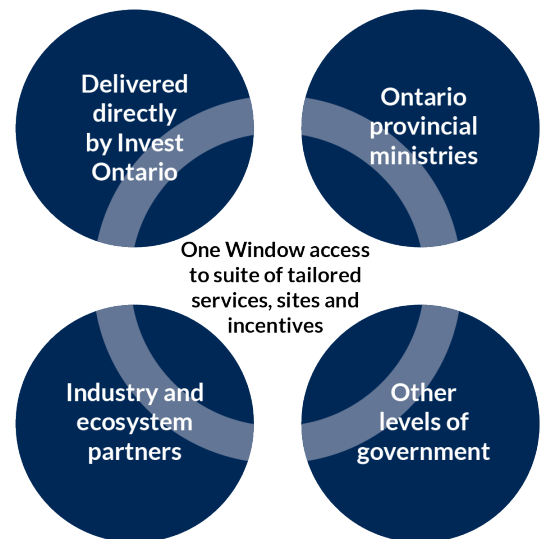 Delivered
directly
by Invest
Ontario
Ontario
provincial
ministries
One Window access
to suite of tailored
services, sites and
incentives
Industry and
ecosystem
partners
Other
levels of
government